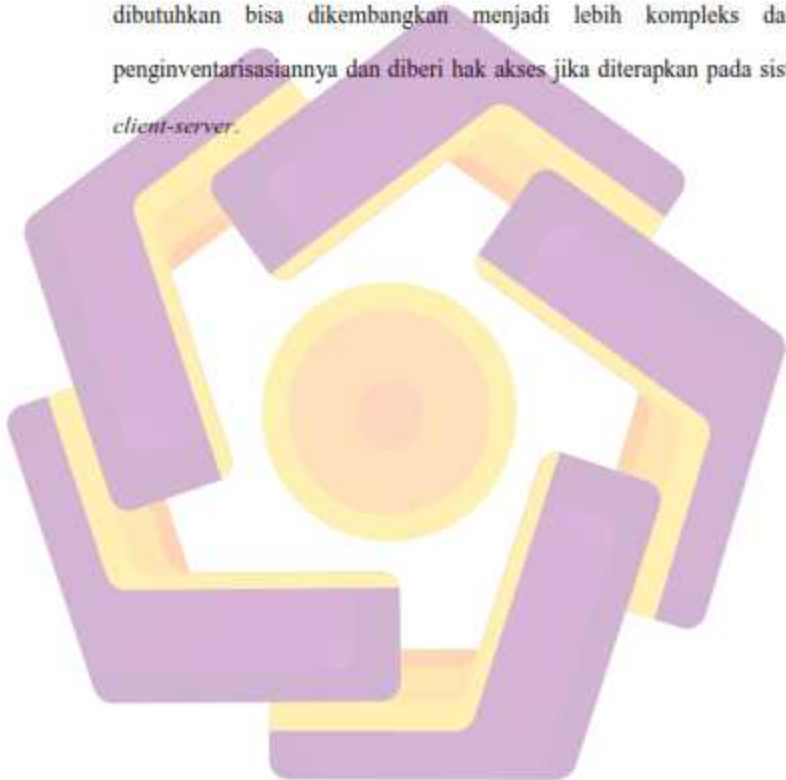 dibutuhkan bisa dikembangkan menjadi lebih kompleks da
penginventarisasiannya dan diberi hak akses jika diterapkan pada sis
client-server.